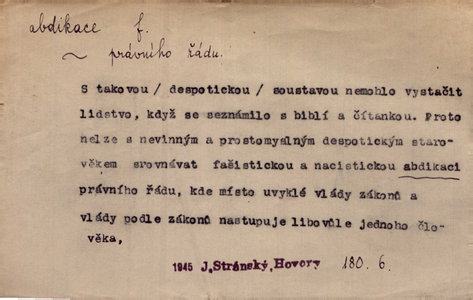 abdikace f.
~ právního řádu.
S takovou / despotickou / soustavou nemohlo vystačit
lidstvo, když se seznámilo s biblí a čítankou. Proto
nelze s nevinným a prostomyslným despotickým staro-
věkem srovnávat fašistickou a nacistickou abdikaci
právního řádu, kde místo uvyklé vlády zákonů a
vlády podle zákonů nastupuje libovůle jednoho člo-
věka,
1945 J.Stránský, Hovory 180. 6.